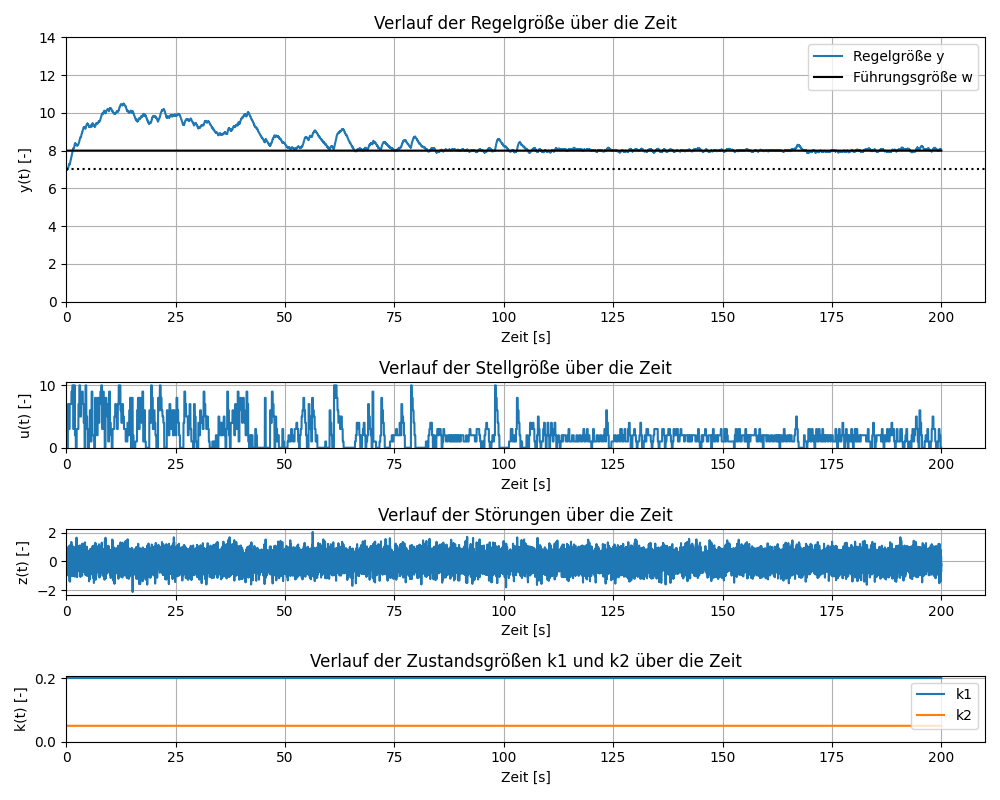 Verlauf der Regelgröße über die Zeit
14
12
10
8
6
4
2
0
y(t) [-]
Regelgröße y
Führungsgröße w
0 25 50 75 100 125 150 175 200
Zeit [s]
Verlauf der Stellgröße über die Zeit
10
0
u(t) [-]
0 25 50 75 100 125 150 175 200
Zeit [s]
Verlauf der Störungen über die Zeit
2
0
−2
z(t) [-]
0 25 50 75 100 125 150 175 200
Zeit [s]
Verlauf der Zustandsgrößen k1 und k2 über die Zeit
0.2
0.0
k(t) [-]
k1
k2
0 25 50 75 100 125 150 175 200
Zeit [s]